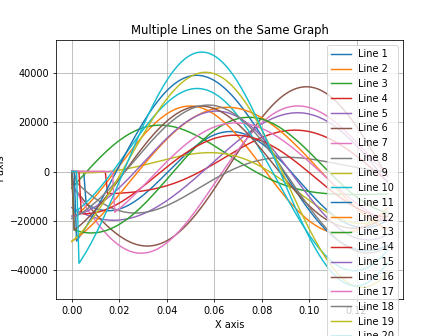 Multiple Lines on the Same Graph
40000
20000
0
−20000
−40000
axis
0.00
0.02
0.04
0.06
0.08
0.10
X axis
Line 1
Line 2
Line 3
Line 4
Line 5
Line 6
Line 7
Line 8
Line 9
Line 10
Line 11
Line 12
Line 13
Line 14
Line 15
Line 16
Line 17
Line 18
Line 19
Line 20